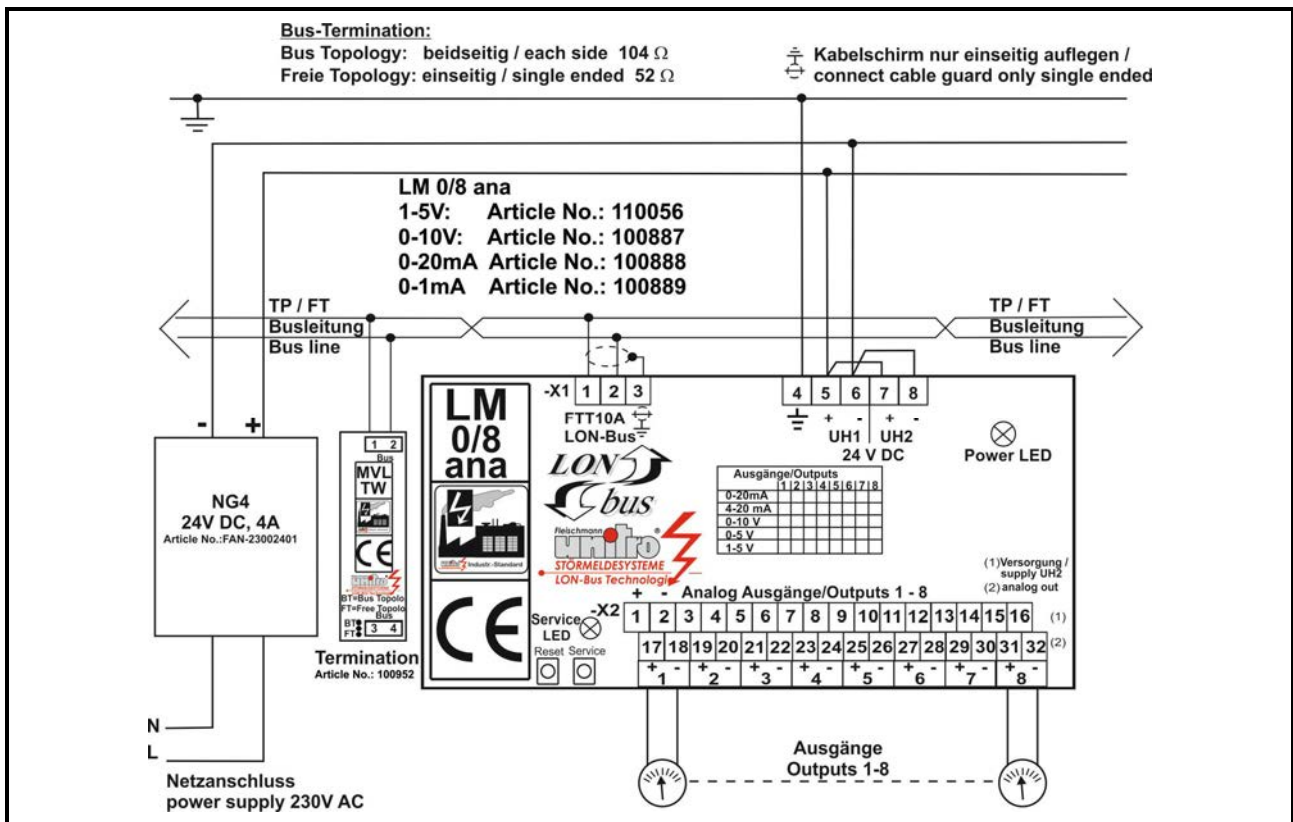 Bus-Termination:
Bus Topology: beidseitig / each side 104 Ω
Freie Topology: einseitig / single ended 52 Ω
Kabelschirm nur einseitig auflegen /
connect cable guard only single ended
LM 0/8 ana
1-5V: Article No.: 110056
0-10V: Article No.: 100887
0-20mA Article No.: 100888
0-1mA Article No.: 100889
TP / FT
Busleitung
Bus line
TP / FT
Busleitung
Bus line
- +
NG4
24V DC, 4A
Article No.:FAN-23002401
1 2
Bus
MVL
TW
CE
unitro
BT=Bus Topolo
FT=Free Topolo
Bus
BT
FT
3 4
Termination
Article No.: 100952
N
L
Netzanschluss
power supply 230V AC
LM
0/8
ana
Industr.-Standard
CE
-X1 1 2 3
FTT10A
LON-Bus
LON
bus
Fleischmann
unitro ®
STÖRMELDESYSTEME
LON-Bus Technologie
4 5 6 7 8
+ - + -
UH1 UH2
24 V DC
Power LED
Ausgänge/Outputs
1 2 3 4 5 6 7 8
0-20mA
4-20 mA
0-10 V
0-5 V
1-5 V
(1) Versorgung /
supply UH2
(2) analog out
+ - Analog Ausgänge/Outputs 1 - 8
-X2 1 2 3 4 5 6 7 8 9 10 11 12 13 14 15 16 (1)
Service
LED
Reset Service
17 18 19 20 21 22 23 24 25 26 27 28 29 30 31 32 (2)
+ - + - + - + - + - + - + - + -
1 2 3 4 5 6 7 8
Ausgänge
Outputs 1-8